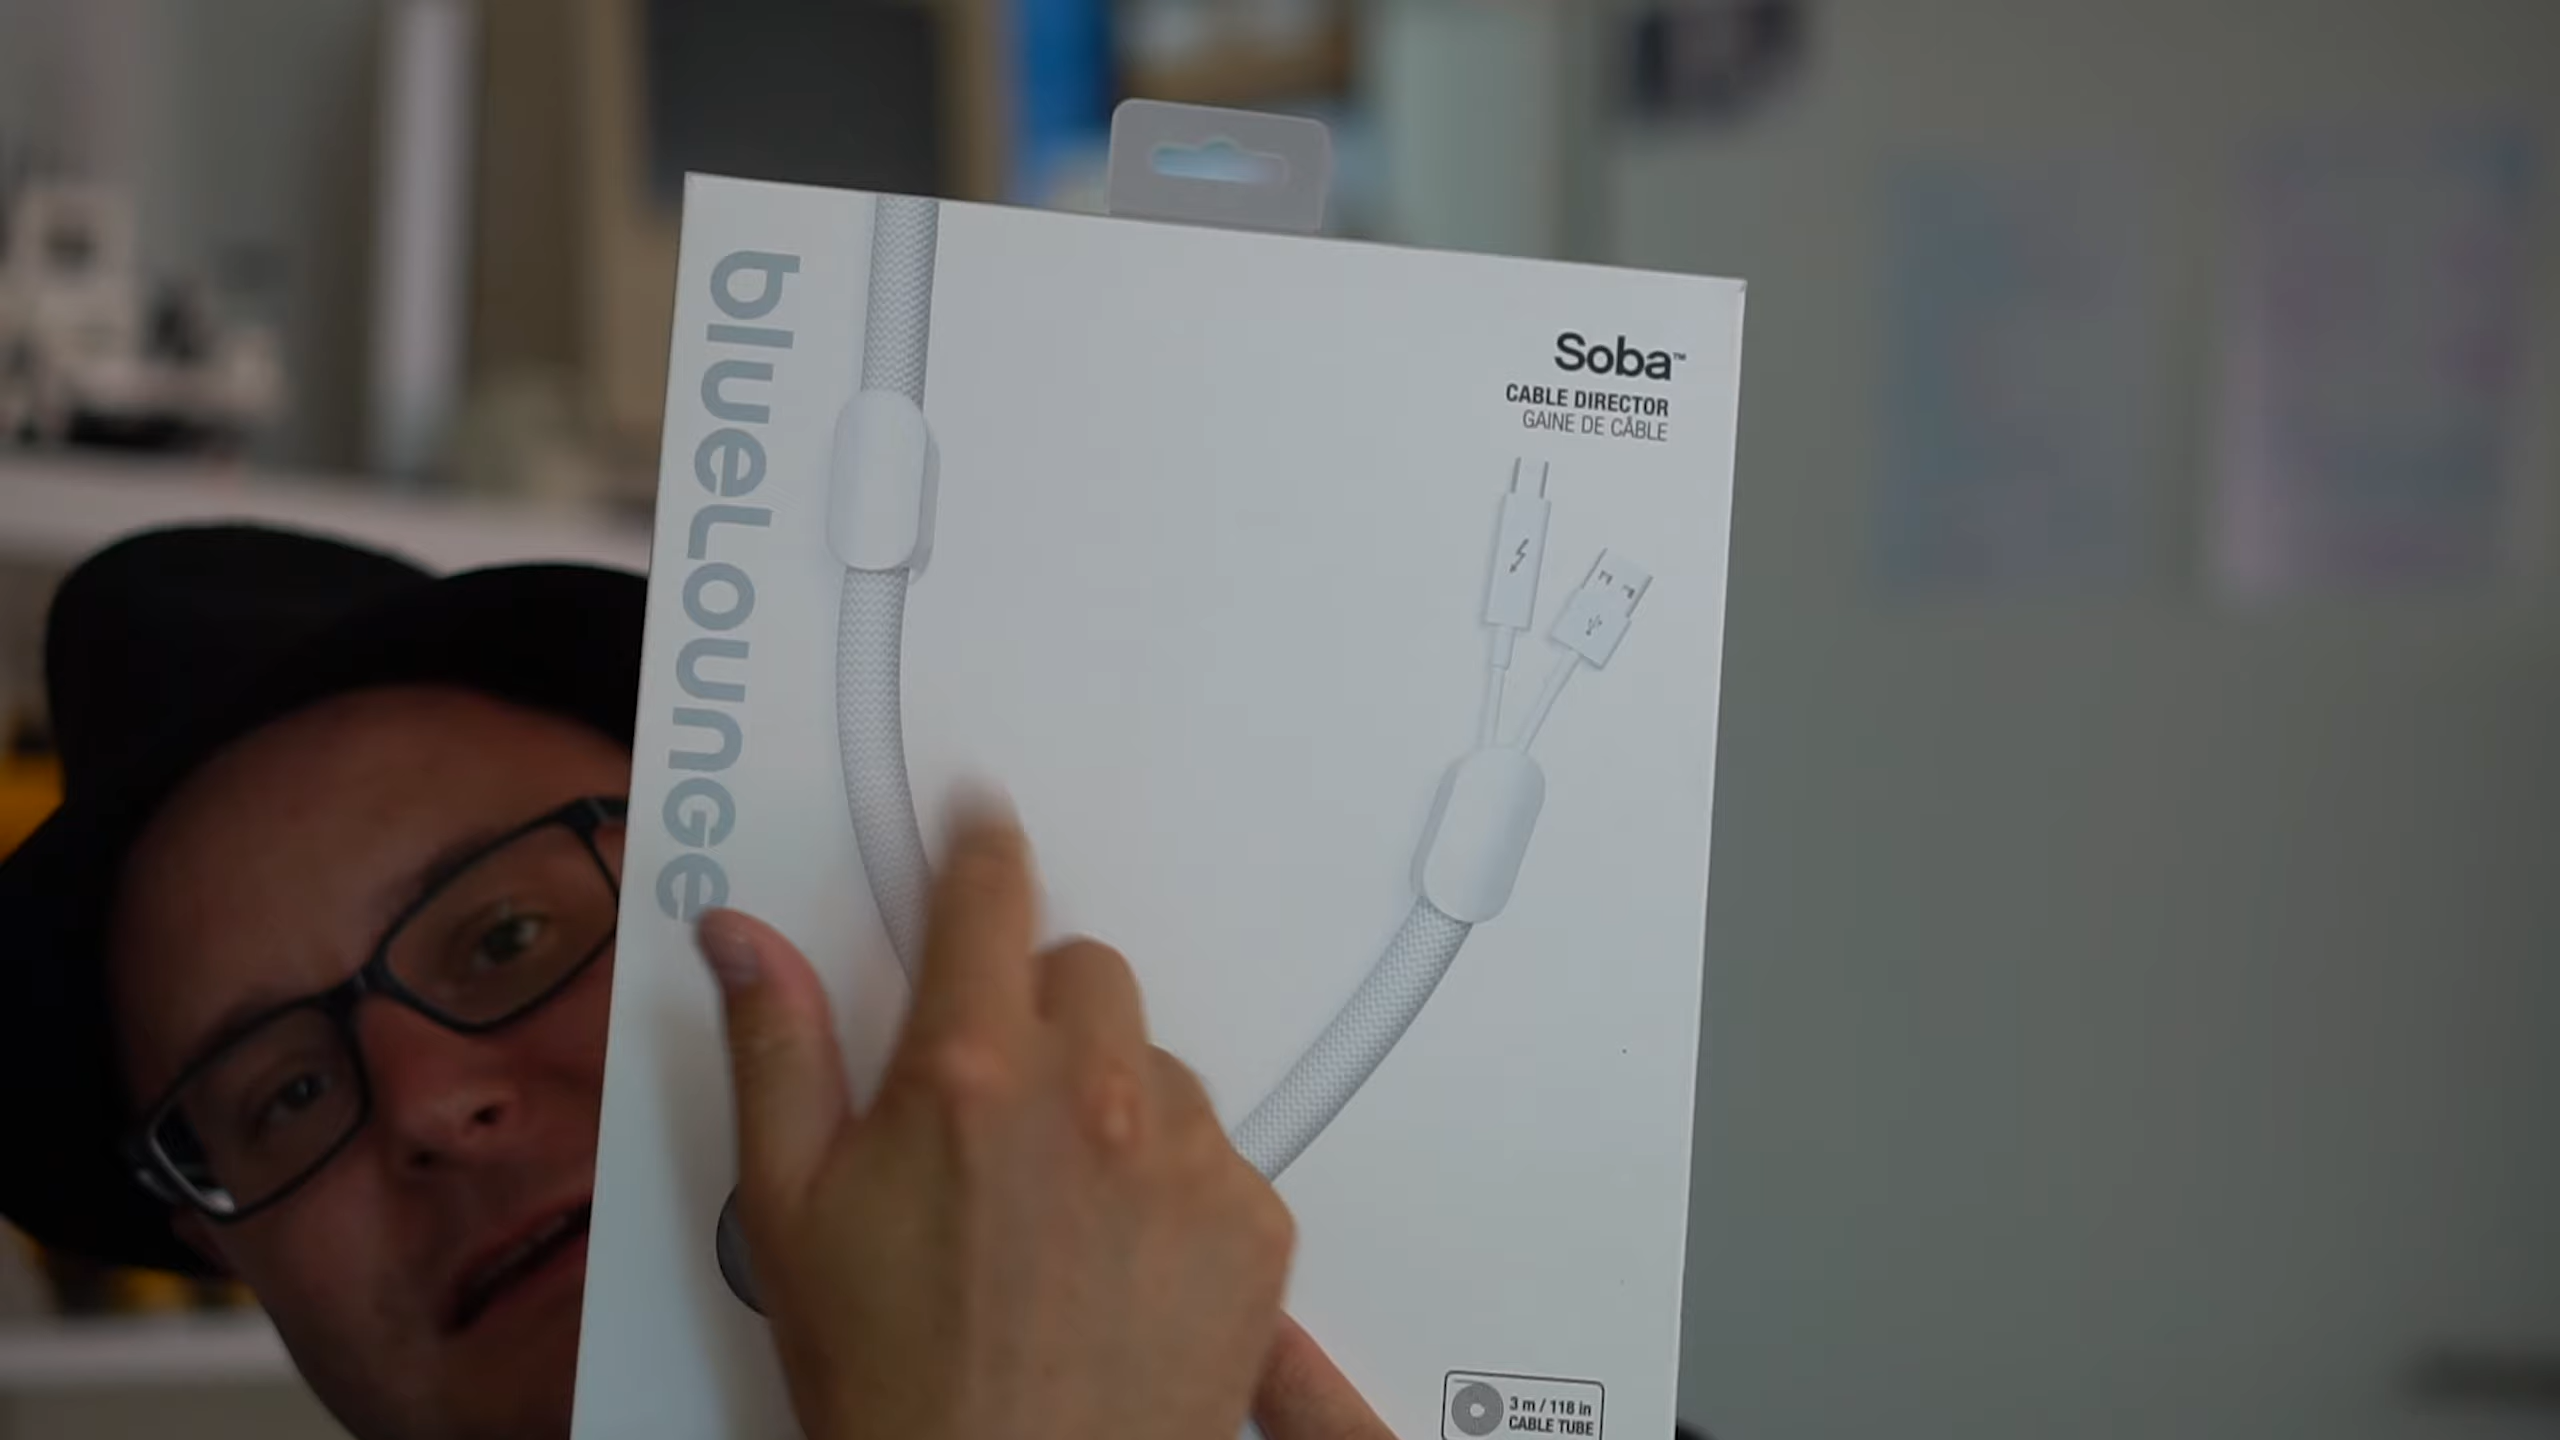 blueLounge
Soba™
CABLE DIRECTOR
GAINE DE CÂBLE
3 m / 118 in
CABLE TUBE